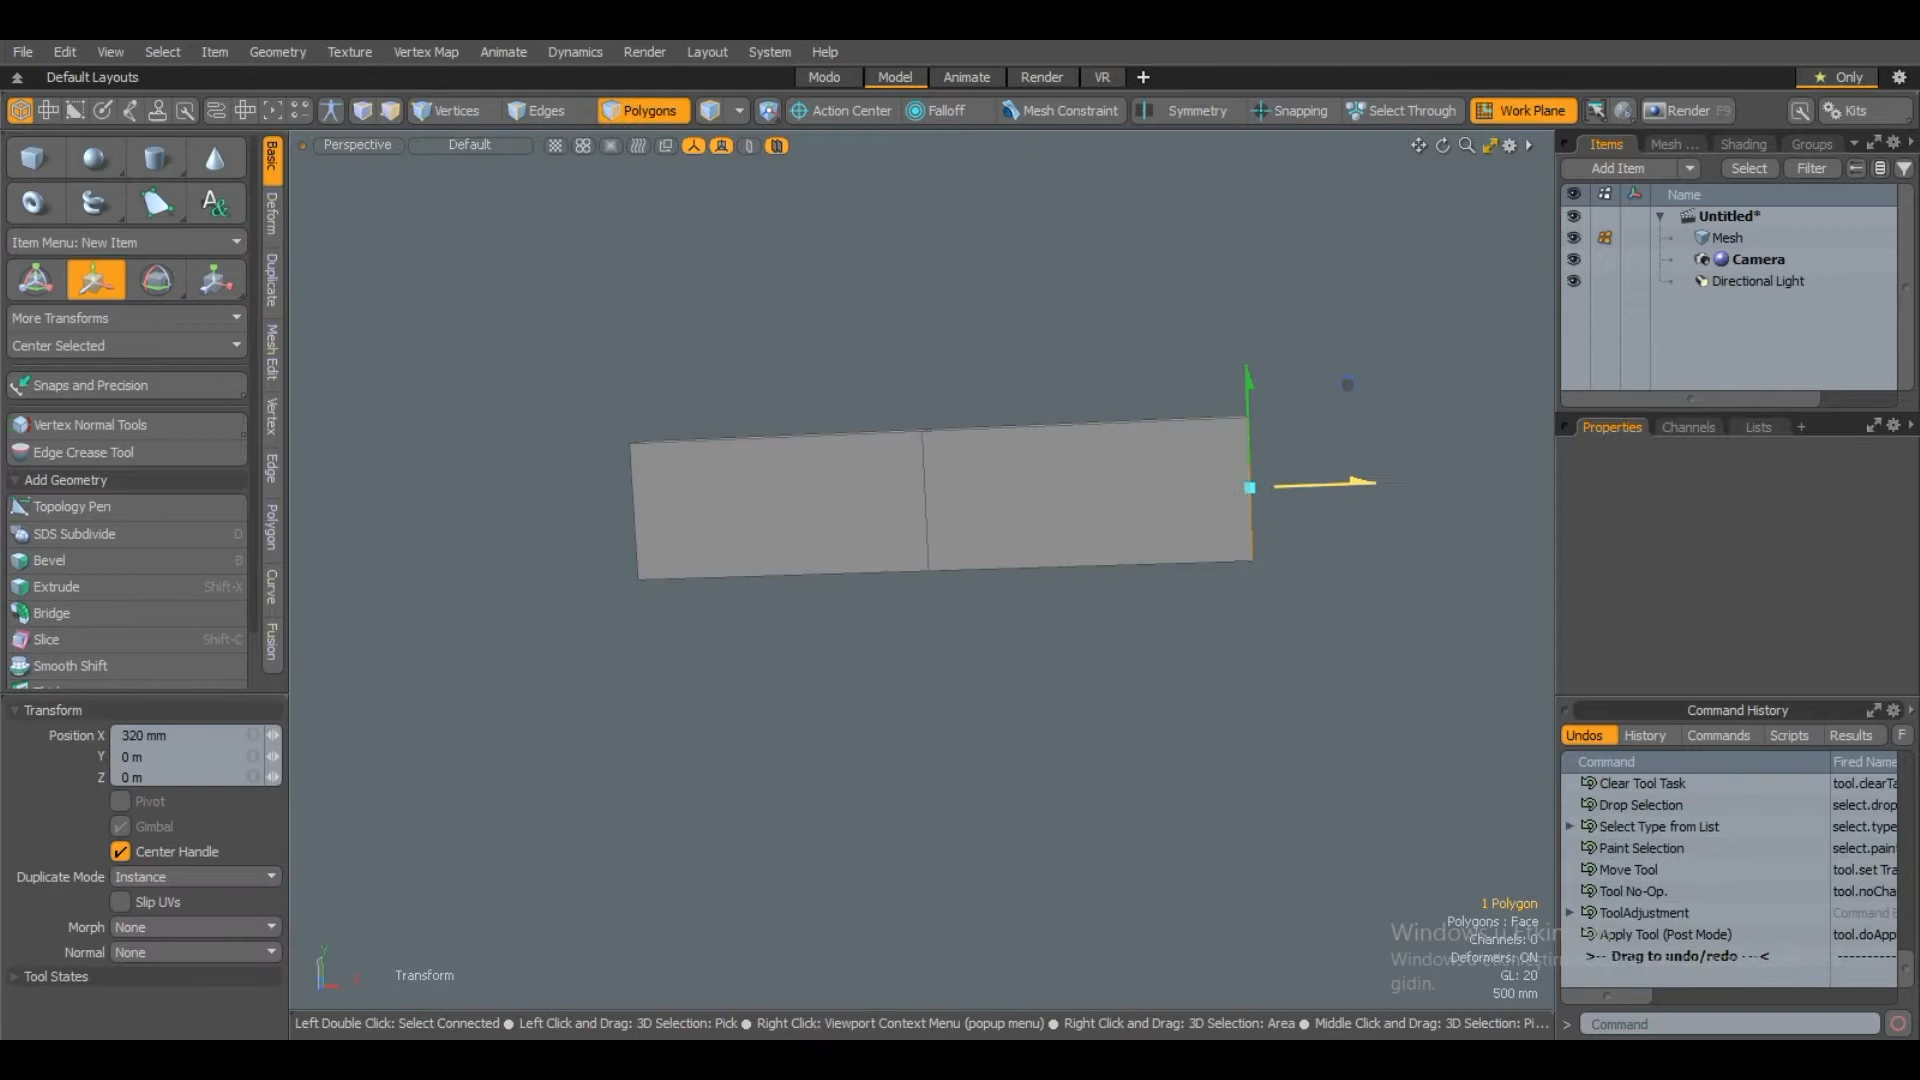 File Edit View Select Item Geometry Texture Vertex Map Animate Dynamics Render Layout System Help
Default Layouts Modo Model Animate Render VR + ★ Only
Vertices Edges Polygons Action Center Falloff Mesh Constraint Symmetry Snapping Select Through Work Plane Render F9 Kits
Perspective Default
Basic
Deform
Duplicate
Mesh Edit
Vertex
Edge
Polygon
Curve
Fusion
Item Menu: New Item
More Transforms
Center Selected
Snaps and Precision
Vertex Normal Tools
Edge Crease Tool
Add Geometry
Topology Pen
SDS Subdivide D
Bevel B
Extrude Shift-X
Bridge
Slice Shift-C
Smooth Shift
Transform
Position X 320 mm
Y 0 m
Z 0 m
Pivot
Gimbal
Center Handle
Duplicate Mode Instance
Slip UVs
Morph None
Normal None
Tool States
Y
Transform
1 Polygon
Polygons : Face
Channels: 0
Deformers: ON
GL: 20
500 mm
gidin.
Left Double Click: Select Connected ● Left Click and Drag: 3D Selection: Pick ● Right Click: Viewport Context Menu (popup menu) ● Right Click and Drag: 3D Selection: Area ● Middle Click and Drag: 3D Selection: Pi...
Items Mesh ... Shading Groups
Add Item Select Filter
Name
Untitled*
Mesh
Camera
Directional Light
Properties Channels Lists +
Command History
Undos History Commands Scripts Results F
Command Fired Name
Clear Tool Task tool.clearTa
Drop Selection select.drop
Select Type from List select.type
Paint Selection select.pain
Move Tool tool.set Tra
Tool No-Op. tool.noCha
ToolAdjustment Command B
Apply Tool (Post Mode) tool.doApp
>-- Drag to undo/redo ---< ----------
> Command